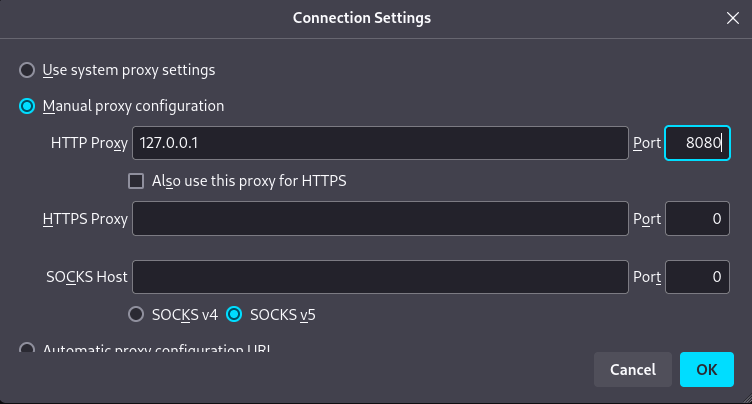 Connection Settings
Use system proxy settings
Manual proxy configuration
HTTP Proxy 127.0.0.1 Port 8080
Also use this proxy for HTTPS
HTTPS Proxy Port 0
SOCKS Host Port 0
SOCKS v4 SOCKS v5
Automatic proxy configuration URL
Cancel OK